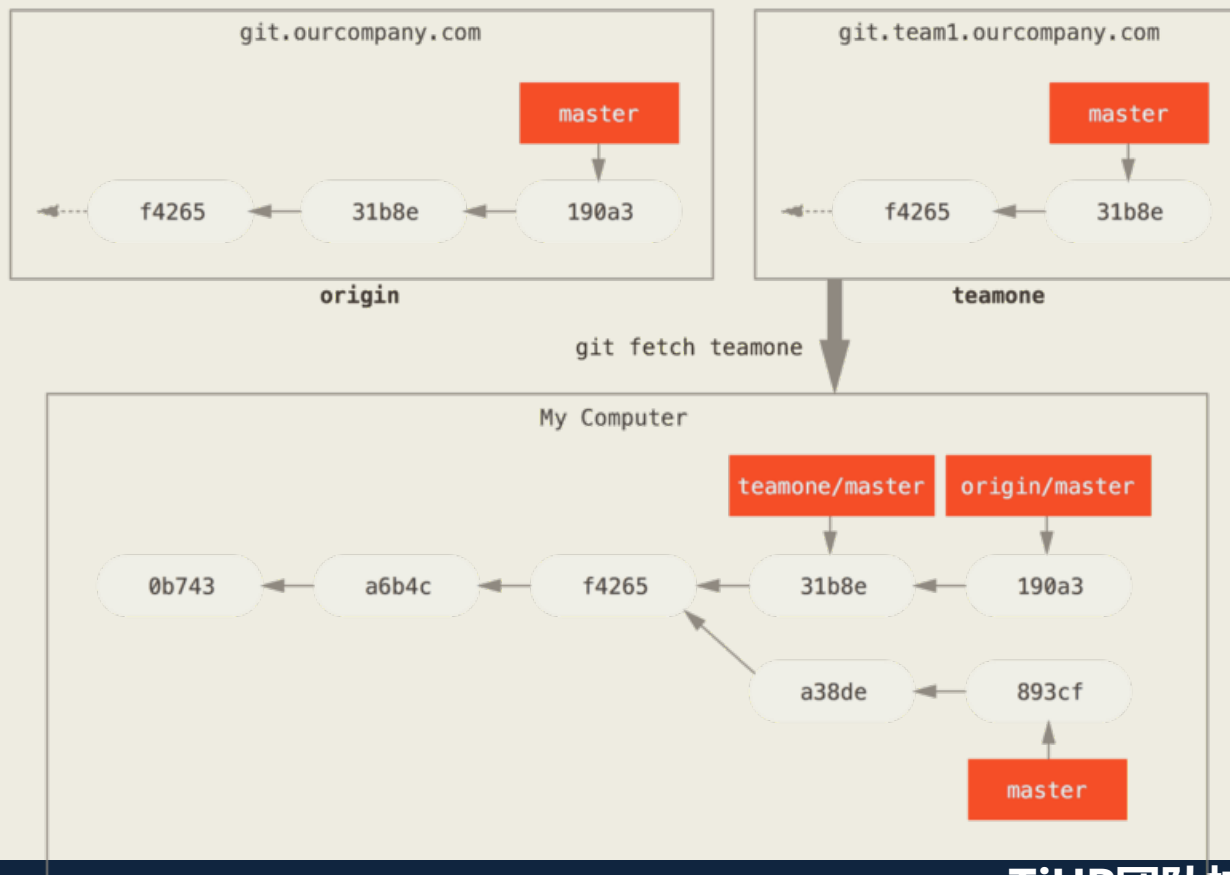 git.ourcompany.com
git.team1.ourcompany.com
master
master
f4265
31b8e
190a3
f4265
31b8e
origin
teamone
git fetch teamone
My Computer
teamone/master
origin/master
0b743
a6b4c
f4265
31b8e
190a3
a38de
893cf
master